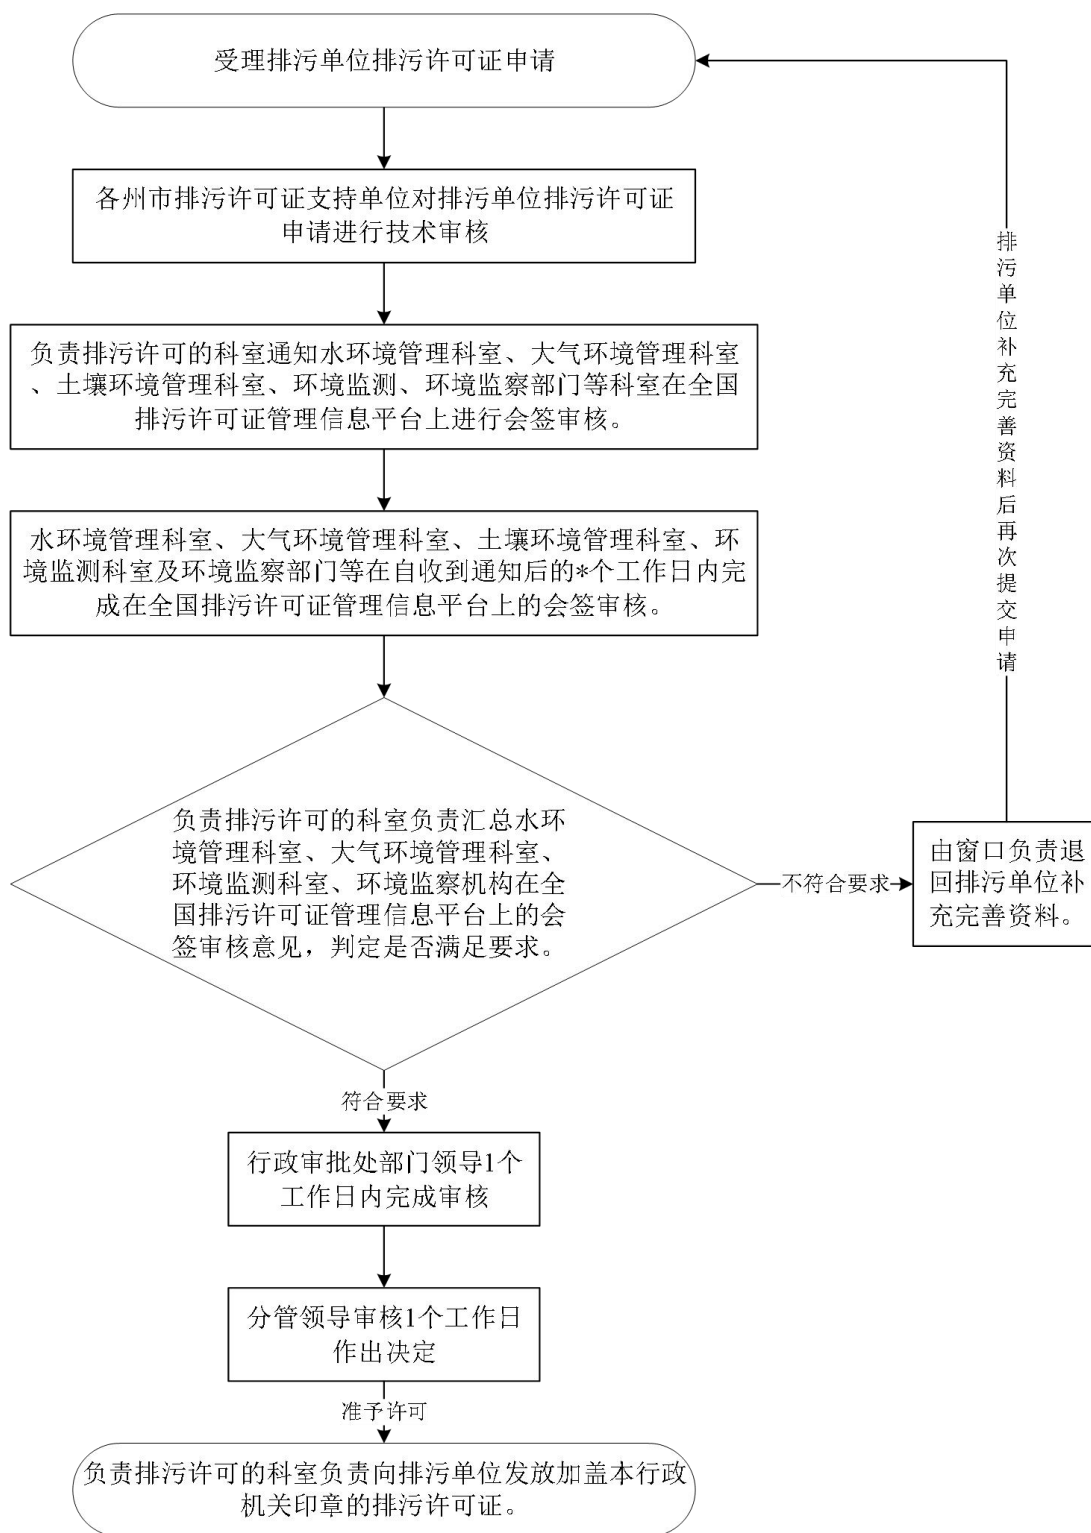 受理排污单位排污许可证申请
各州市排污许可证支持单位对排污单位排污许可证
申请进行技术审核
负责排污许可的科室通知水环境管理科室、大气环境管理科室
、土壤环境管理科室、环境监测、环境监察部门等科室在全国
排污许可证管理信息平台上进行会签审核。
水环境管理科室、大气环境管理科室、土壤环境管理科室、环
境监测科室及环境监察部门等在自收到通知后的*个工作日内完
成在全国排污许可证管理信息平台上的会签审核。
负责排污许可的科室负责汇总水环
境管理科室、大气环境管理科室、
环境监测科室、环境监察机构在全
国排污许可证管理信息平台上的会
签审核意见，判定是否满足要求。
不符合要求
由窗口负责退
回排污单位补
充完善资料。
排污单位补充完善资料后再次提交申请
符合要求
行政审批处部门领导1个
工作日内完成审核
分管领导审核1个工作日
作出决定
准予许可
负责排污许可的科室负责向排污单位发放加盖本行政
机关印章的排污许可证。